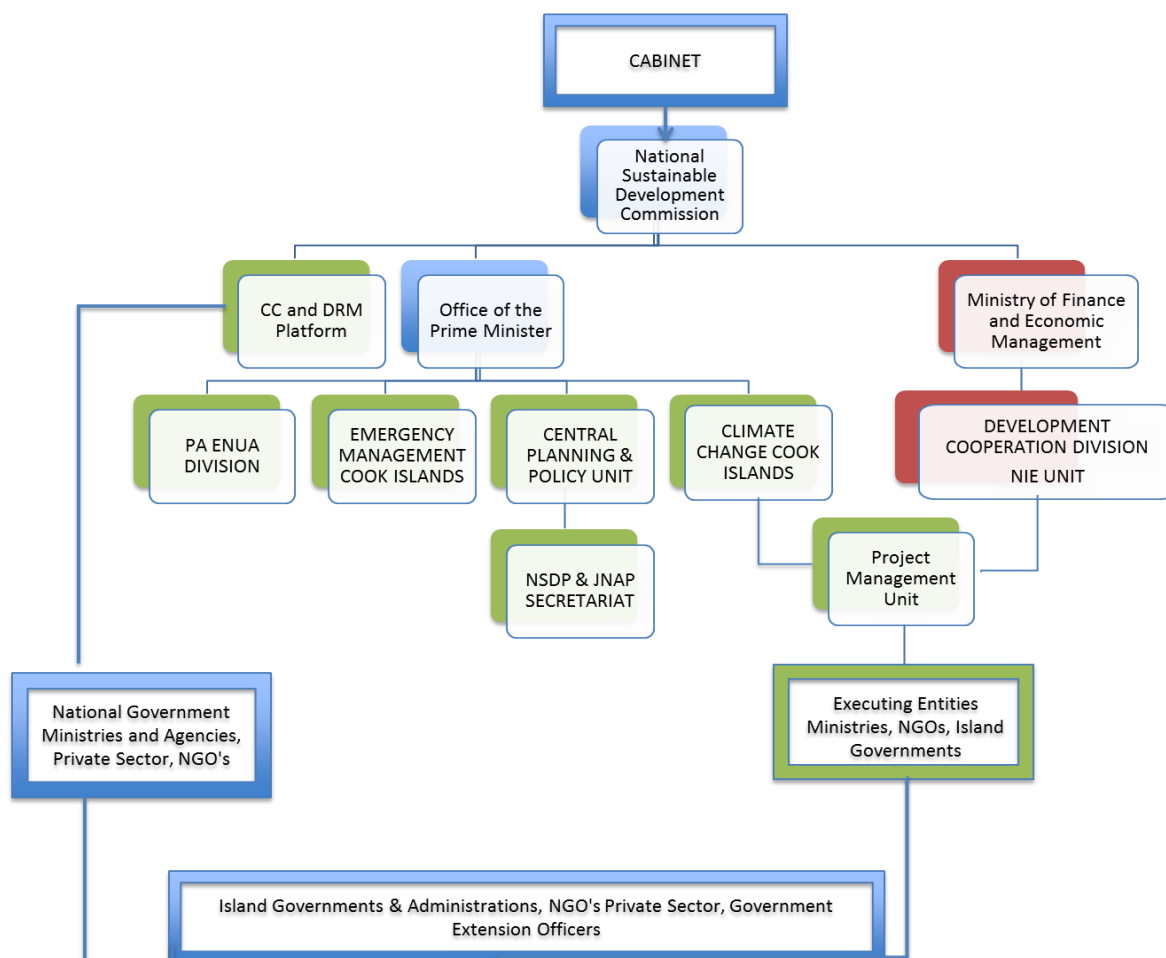 CABINET
National
Sustainable
Development
Commission
CC and DRM
Platform
Office of the
Prime Minister
Ministry of Finance
and Economic
Management
PA ENUA
DIVISION
EMERGENCY
MANAGEMENT
COOK ISLANDS
CENTRAL
PLANNING &
POLICY UNIT
CLIMATE
CHANGE COOK
ISLANDS
DEVELOPMENT
COOPERATION DIVISION
NIE UNIT
NSDP & JNAP
SECRETARIAT
Project
Management
Unit
National Government
Ministries and Agencies,
Private Sector, NGO's
Executing Entities
Ministries, NGOs, Island
Governments
Island Governments & Administrations, NGO's Private Sector, Government
Extension Officers